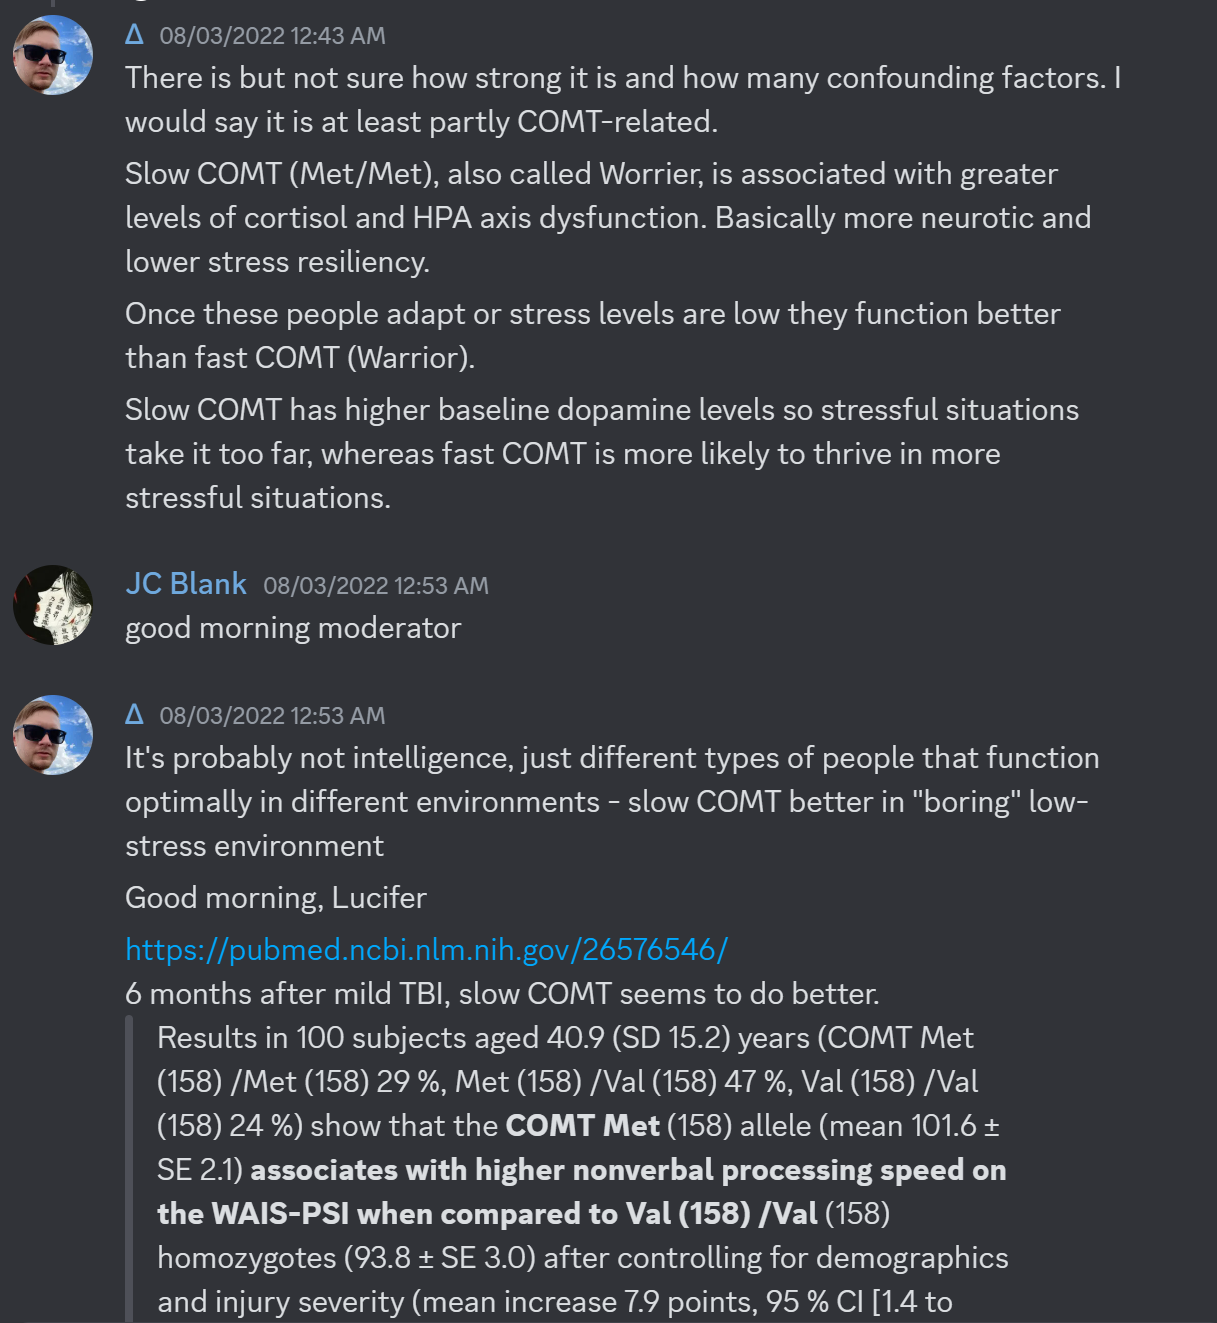 Δ 08/03/2022 12:43 AM
There is but not sure how strong it is and how many confounding factors. I
would say it is at least partly COMT-related.
Slow COMT (Met/Met), also called Worrier, is associated with greater
levels of cortisol and HPA axis dysfunction. Basically more neurotic and
lower stress resiliency.
Once these people adapt or stress levels are low they function better
than fast COMT (Warrior).
Slow COMT has higher baseline dopamine levels so stressful situations
take it too far, whereas fast COMT is more likely to thrive in more
stressful situations.
JC Blank 08/03/2022 12:53 AM
good morning moderator
Δ 08/03/2022 12:53 AM
It's probably not intelligence, just different types of people that function
optimally in different environments - slow COMT better in "boring" low-
stress environment
Good morning, Lucifer
https://pubmed.ncbi.nlm.nih.gov/26576546/
6 months after mild TBI, slow COMT seems to do better.
Results in 100 subjects aged 40.9 (SD 15.2) years (COMT Met
(158) /Met (158) 29 %, Met (158) /Val (158) 47 %, Val (158) /Val
(158) 24 %) show that the COMT Met (158) allele (mean 101.6 ±
SE 2.1) associates with higher nonverbal processing speed on
the WAIS-PSI when compared to Val (158) /Val (158)
homozygotes (93.8 ± SE 3.0) after controlling for demographics
and injury severity (mean increase 7.9 points, 95 % CI [1.4 to